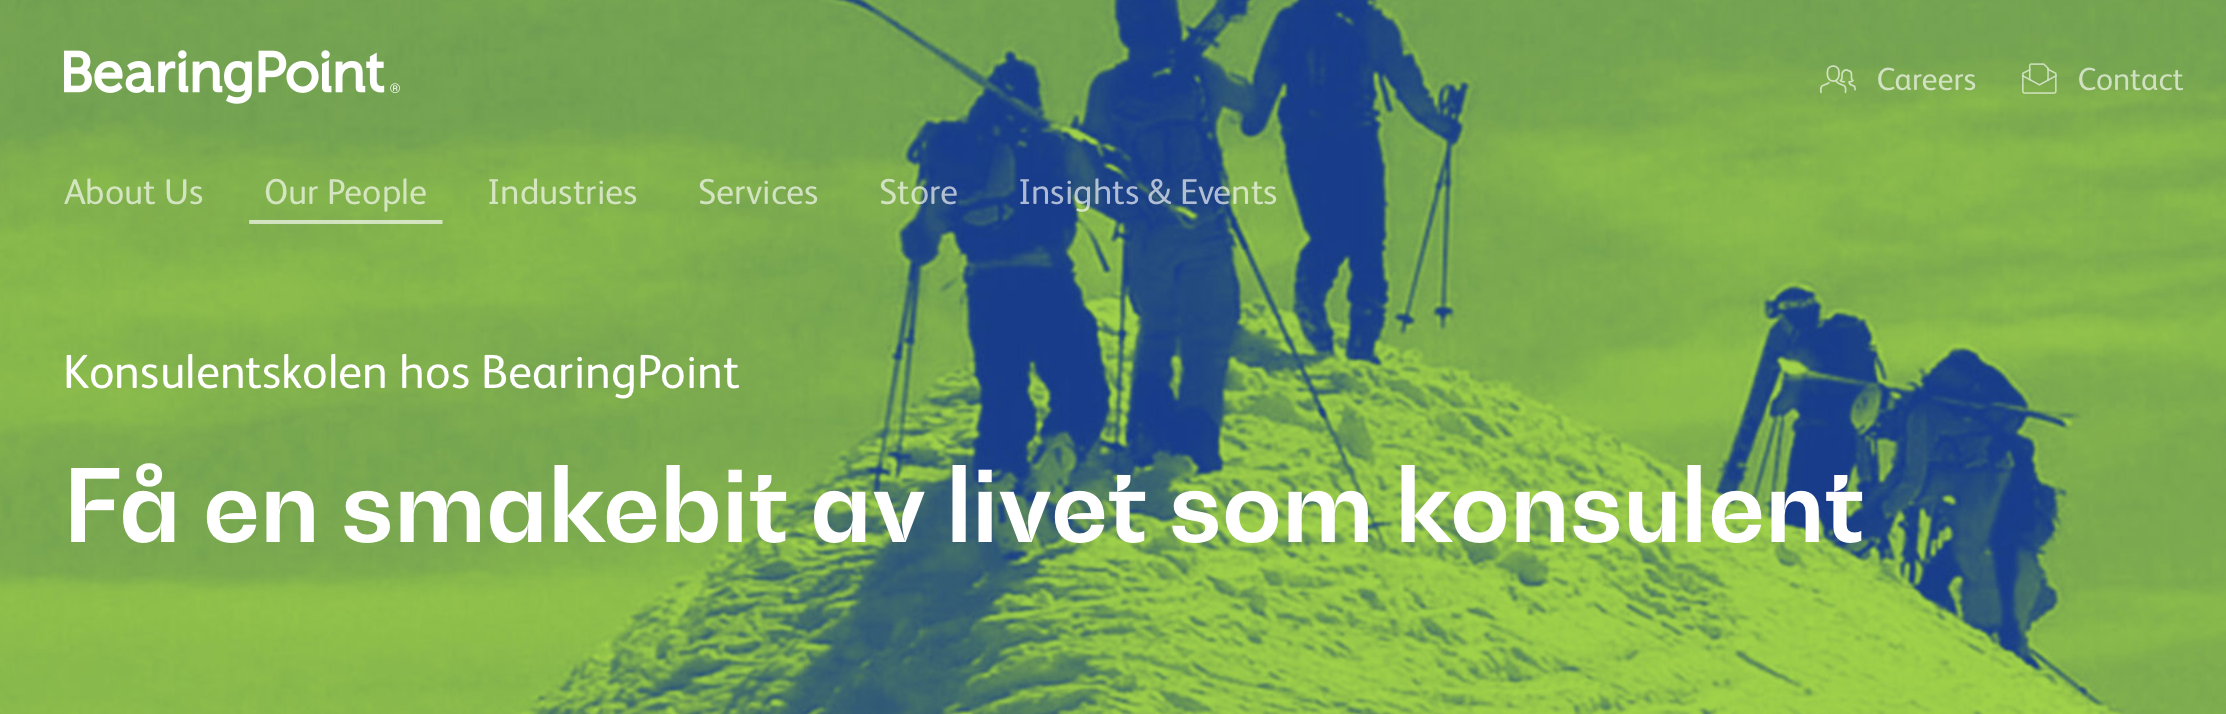 BearingPoint®
Careers Contact
About Us Our People Industries Services Store Insights & Events
Konsulentskolen hos BearingPoint
Få en smakebit av livet som konsulent